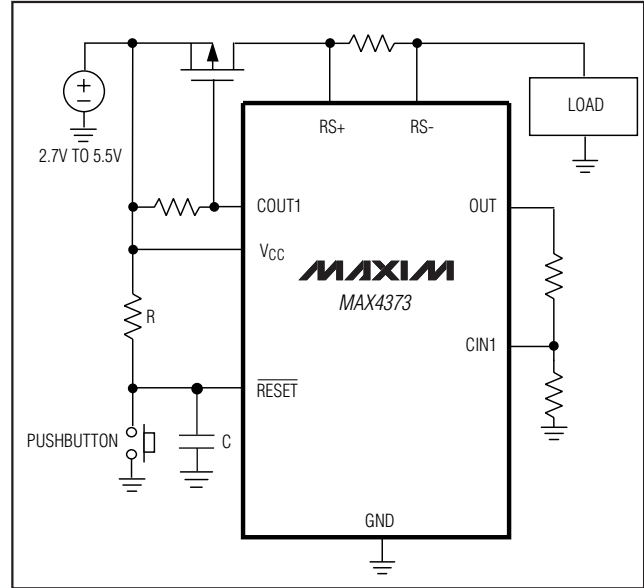 +
−
2.7V TO 5.5V
RS+ RS-
LOAD
COUT1 OUT
VCC
MAXIM
MAX4373
R
CIN1
RESET
PUSHBUTTON
C
GND